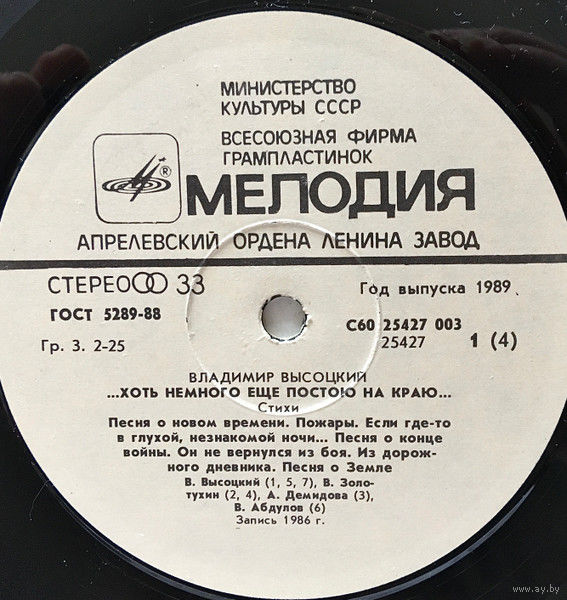 МИНИСТЕРСТВО
КУЛЬТУРЫ СССР
ВСЕСОЮЗНАЯ ФИРМА
ГРАМПЛАСТИНОК
®
МЕЛОДИЯ
АПРЕЛЕВСКИЙ ОРДЕНА ЛЕНИНА ЗАВОД
СТЕРЕО 33
Год выпуска 1989
ГОСТ 5289-88
С60 25427 003
Гр. 3. 2-25
25427 1 (4)
ВЛАДИМИР ВЫСОЦКИЙ
...ХОТЬ НЕМНОГО ЕЩЕ ПОСТОЮ НА КРАЮ...
Стихи
Песня о новом времени. Пожары. Если где-то
в глухой, незнакомой ночи... Песня о конце
войны. Он не вернулся из боя. Из дорож-
ного дневника. Песня о Земле
В. Высоцкий (1, 5, 7), В. Золо-
тухин (2, 4), А. Демидова (3),
В. Абдулов (6)
Запись 1986 г.
www.ay.by